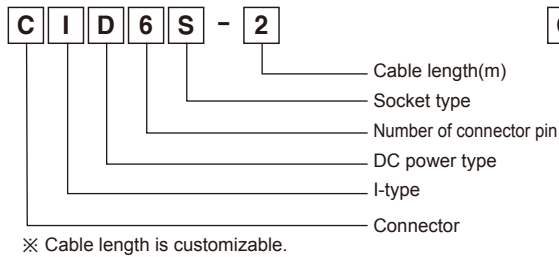 C I D 6 S - 2
Cable length(m)
Socket type
Number of connector pin
DC power type
I-type
Connector
※ Cable length is customizable.